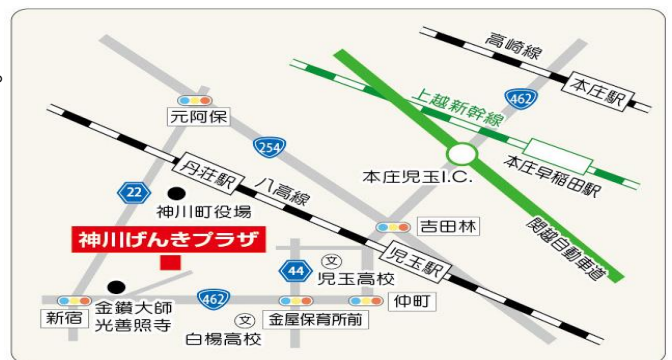 高崎線
本庄駅
462
上越新幹線
本庄早稲田駅
元阿保
254
本庄児玉I.C.
関越自動車道
丹荘駅
八高線
22
神川町役場
吉田林
神川げんきプラザ
児玉駅
文
児玉高校
44
462
仲町
新宿
金鑚大師
光善照寺
文
白楊高校
金屋保育所前